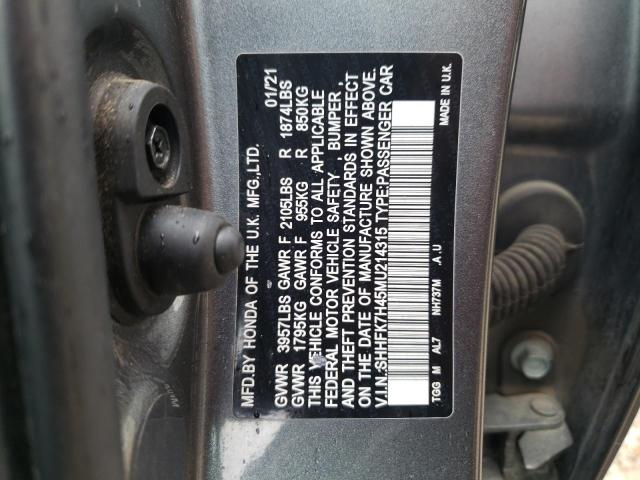 MFD.BY HONDA OF THE U.K. MFG.,LTD. 01/21
GVWR 3957LBS GAWR F 2105LBS R 1874LBS
GVWR 1795KG GAWR F 955KG R 850KG
THIS VEHICLE CONFORMS TO ALL APPLICABLE
FEDERAL MOTOR VEHICLE SAFETY , BUMPER ,
AND THEFT PREVENTION STANDARDS IN EFFECT
ON THE DATE OF MANUFACTURE SHOWN ABOVE.
V.I.N.:SHHFK7H45MU214315 TYPE:PASSENGER CAR
TGG M AL7 NH737M .A.U MADE IN U.K.